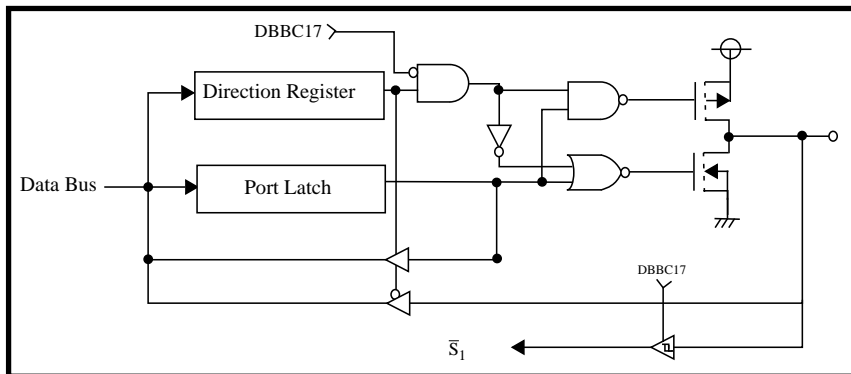 DBBC17
Direction Register
Data Bus
Port Latch
DBBC17
S̅₁